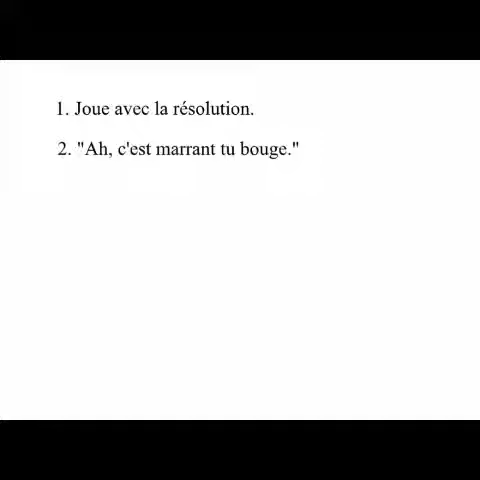 1. Joue avec la résolution.
2. "Ah, c'est marrant tu bouge."